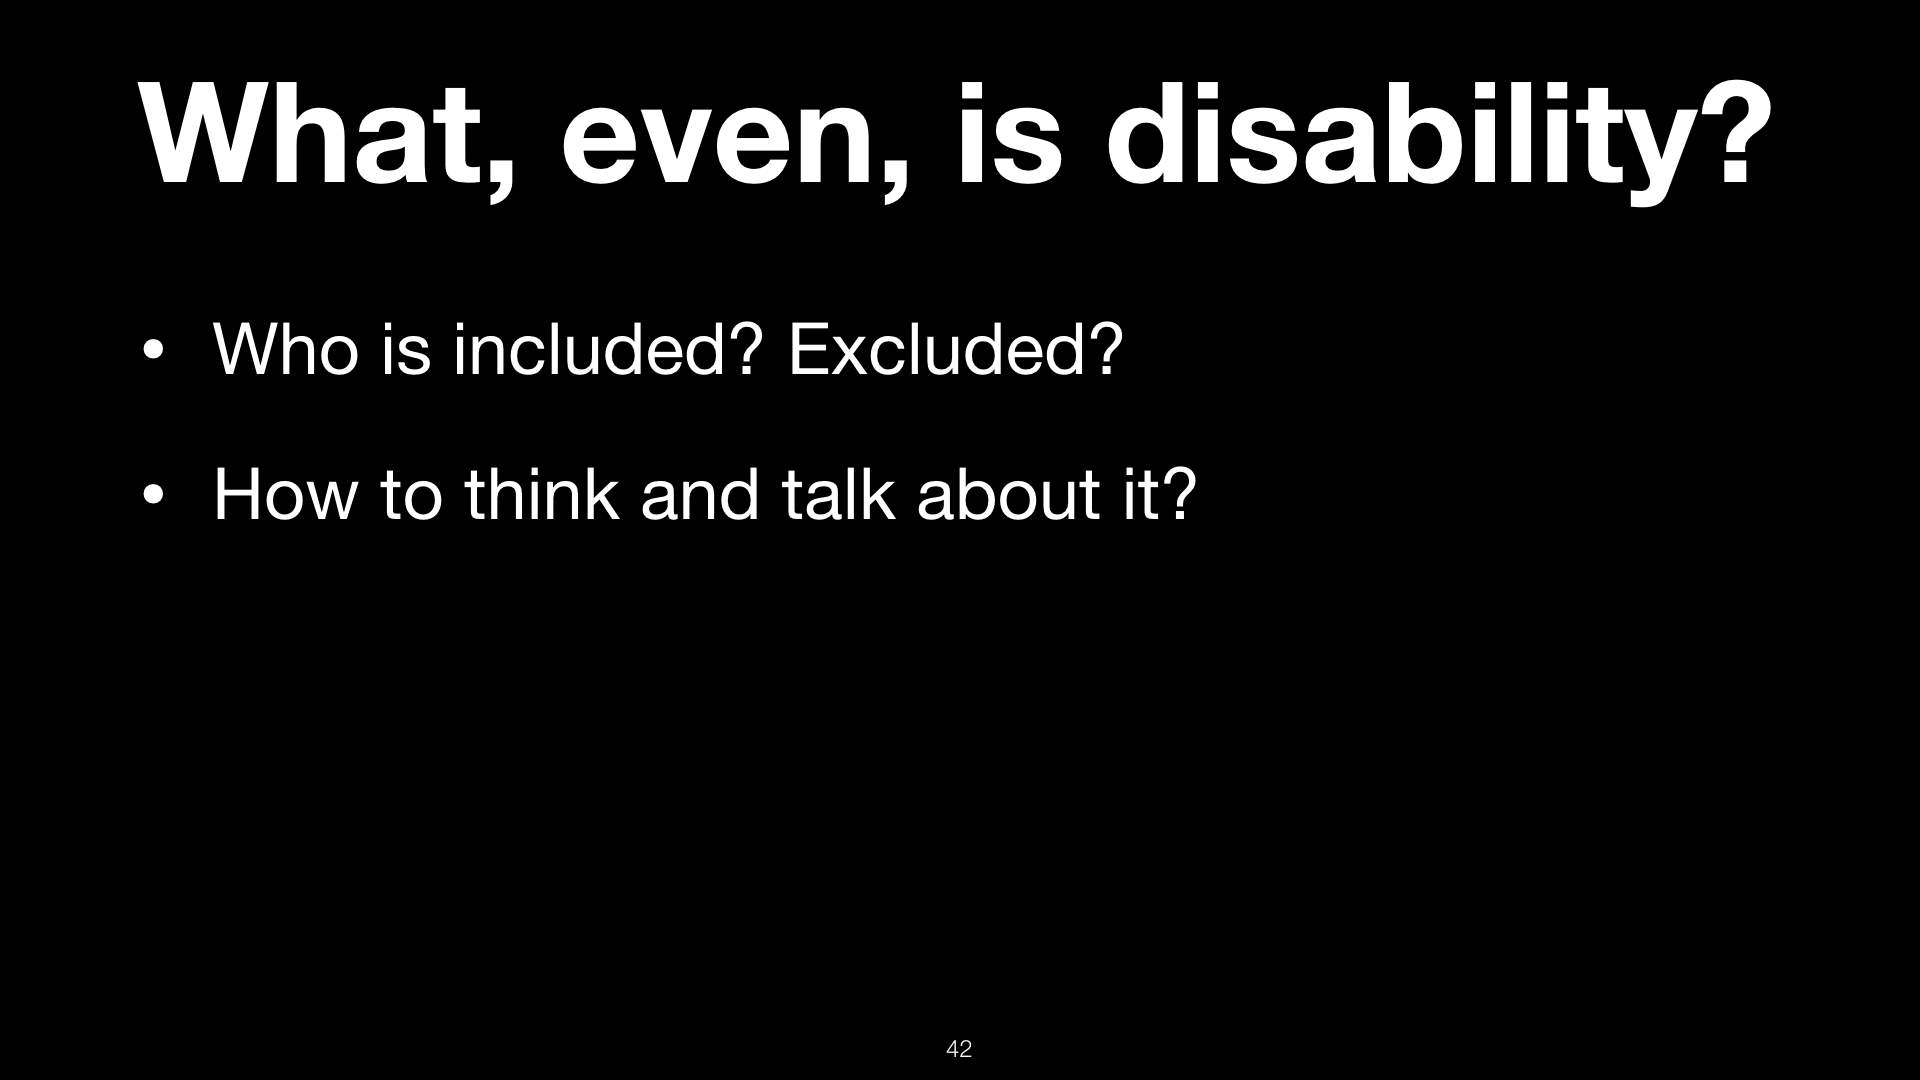 What, even, is disability?
• Who is included? Excluded?
• How to think and talk about it?
42